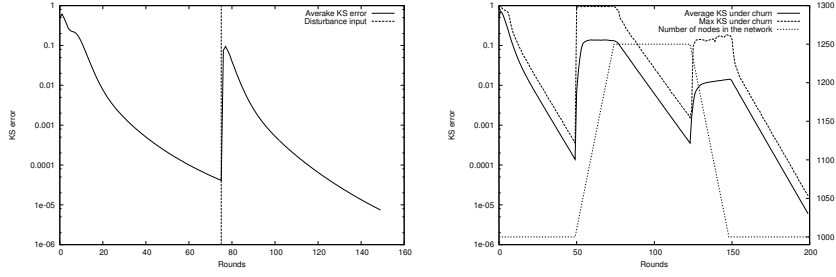 1
0.1
0.01
0.001
0.0001
1e-05
1e-06
KS error
0
20
40
60
80
100
120
140
160
Rounds
Averake KS error
Disturbance input
1
0.1
0.01
0.001
0.0001
1e-05
1e-06
KS error
0
50
100
150
200
Rounds
Average KS under churn
Max KS under churn
Number of nodes in the network
1300
1250
1200
1150
1100
1050
1000